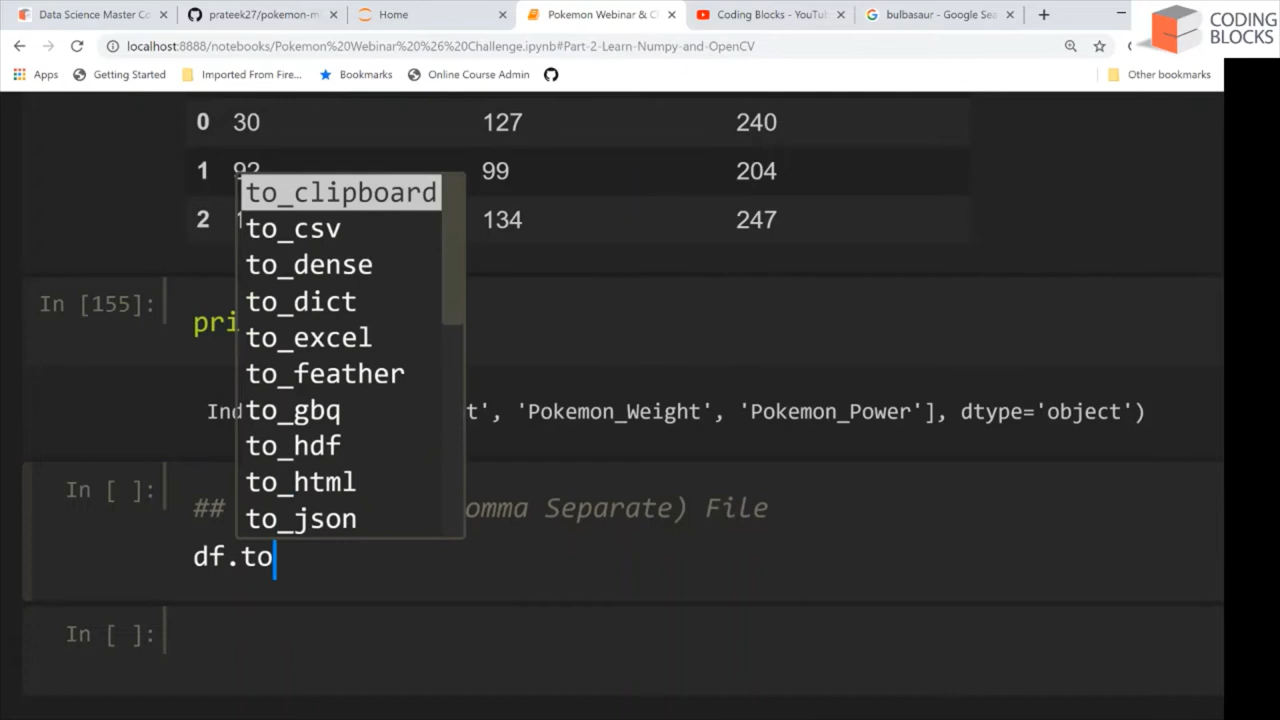 Data Science Master Co
prateek27/pokemon-m
Home
Pokemon Webinar & C
Coding Blocks - YouTu
bulbasaur - Google Sea
CODING
BLOCKS
localhost:8888/notebooks/Pokemon%20Webinar%20%26%20Challenge.ipynb#Part-2-Learn-Numpy-and-OpenCV
Apps
Getting Started
Imported From Fire...
Bookmarks
Online Course Admin
Other bookmarks
0 30 127 240
1 92 99 204
2 1 134 247
to_clipboard
to_csv
to_dense
to_dict
to_excel
to_feather
to_gbq
to_hdf
to_html
to_json
In [155]:
pri
Ind t', 'Pokemon_Weight', 'Pokemon_Power'], dtype='object')
In [ ]:
## omma Separate) File
df.to
In [ ]: